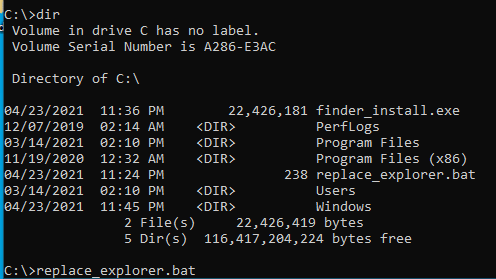 C:\>dir
 Volume in drive C has no label.
 Volume Serial Number is A286-E3AC

 Directory of C:\

04/23/2021  11:36 PM        22,426,181 finder_install.exe
12/07/2019  02:14 AM    <DIR>          PerfLogs
03/14/2021  02:10 PM    <DIR>          Program Files
11/19/2020  12:32 AM    <DIR>          Program Files (x86)
04/23/2021  11:24 PM               238 replace_explorer.bat
03/14/2021  02:10 PM    <DIR>          Users
04/23/2021  11:45 PM    <DIR>          Windows
               2 File(s)     22,426,419 bytes
               5 Dir(s)  116,417,204,224 bytes free

C:\>replace_explorer.bat